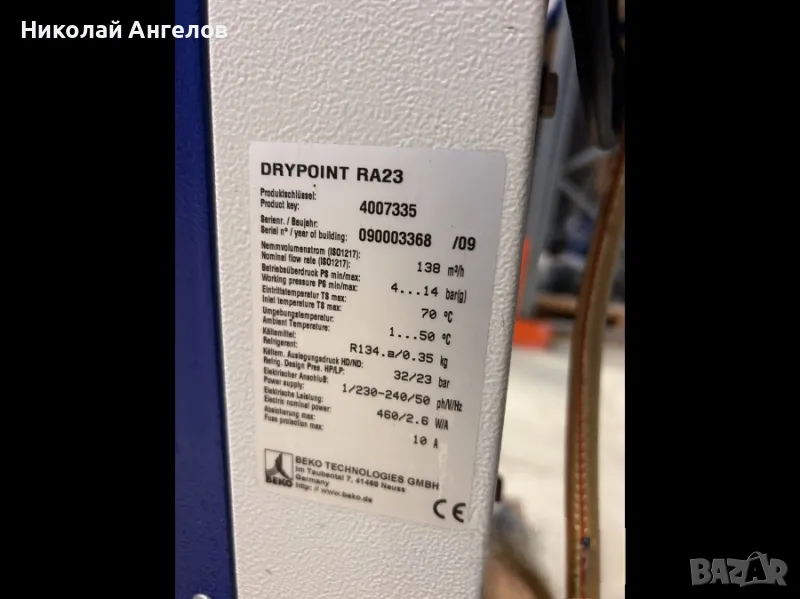 Николай Ангелов
DRYPOINT RA23
Produktschlüssel:
Product key: 4007335
Seriennr. / Baujahr:
Serial n° / year of building: 090003368 /09
Nennvolumenstrom (ISO1217):
Nominal flow rate (ISO1217): 138 m³/h
Betriebsüberdruck PS min/max:
Working pressure PS min/max: 4...14 bar(g)
Eintrittstemperatur TS max:
Inlet temperature TS max: 70 °C
Umgebungstemperatur:
Ambient Temperature: 1...50 °C
Kältemittel:
Refrigerant: R134.a/0.35 kg
Kältem. Auslegungsdruck HD/ND:
Refrig. Design Pres. HP/LP: 32/23 bar
Elektrischer Anschluß:
Power supply: 1/230-240/50 ph/V/Hz
Elektrische Leistung:
Electric nominal power: 460/2.6 W/A
Absicherung max:
Fuse protection max: 10 A
BEKO
BEKO TECHNOLOGIES GMBH
Im Taubental 7, 41468 Neuss
Germany
http: // www.beko.de
CE
BAZAR